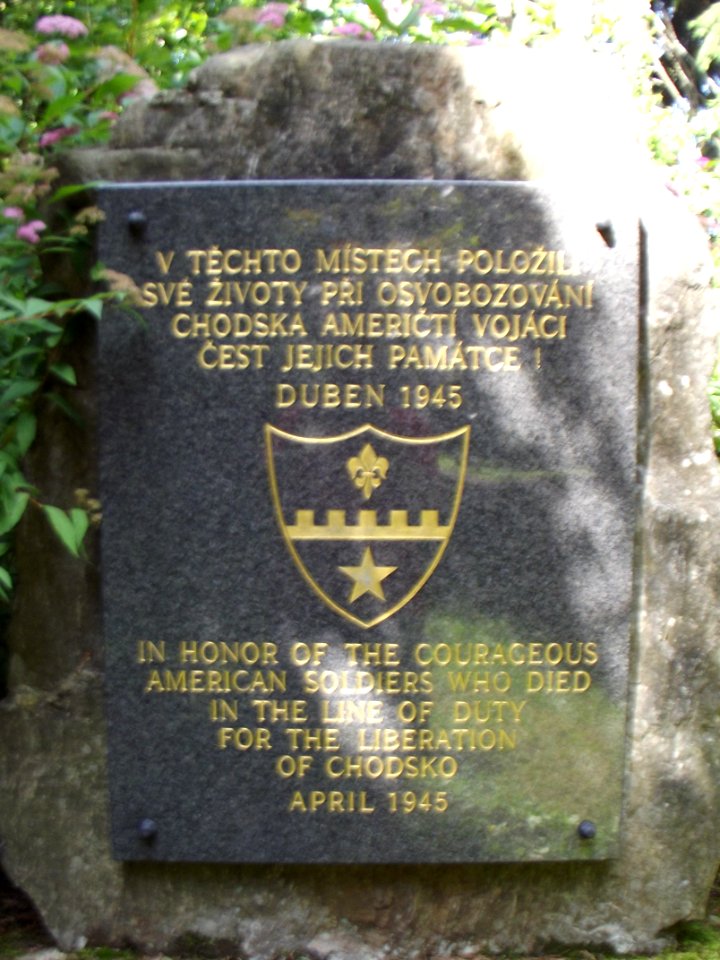 V TĚCHTO MÍSTECH POLOŽILI
SVÉ ŽIVOTY PŘI OSVOBOZOVÁNÍ
CHODSKA AMERIČTÍ VOJÁCI
ČEST JEJICH PAMÁTCE !
DUBEN 1945
IN HONOR OF THE COURAGEOUS
AMERICAN SOLDIERS WHO DIED
IN THE LINE OF DUTY
FOR THE LIBERATION
OF CHODSKO
APRIL 1945